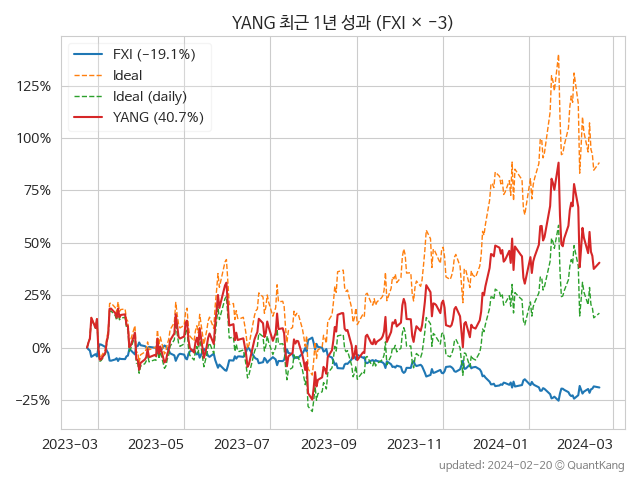 YANG 최근 1년 성과 (FXI × −3)
FXI (−19.1%)
Ideal
Ideal (daily)
YANG (40.7%)
125%
100%
75%
50%
25%
0%
−25%
2023−03
2023−05
2023−07
2023−09
2023−11
2024−01
2024−03
updated: 2024−02−20 ⓒ QuantKang